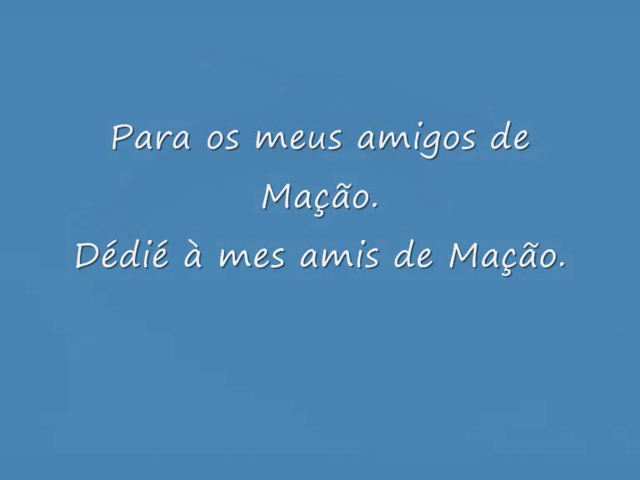 Para os meus amigos de
Mação.
Dédié à mes amis de Mação.